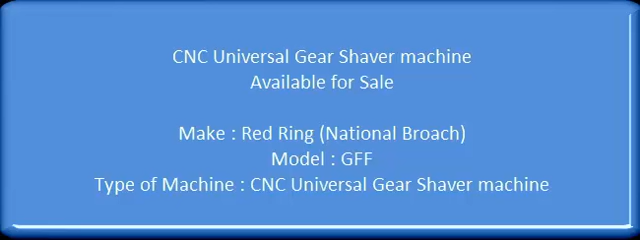 CNC Universal Gear Shaver machine
Available for Sale
Make : Red Ring (National Broach)
Model : GFF
Type of Machine : CNC Universal Gear Shaver machine